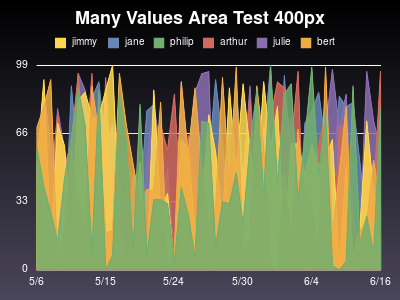 Many Values Area Test 400px
jimmy jane philip arthur julie bert
99
66
33
0
5/6 5/15 5/24 5/30 6/4 6/16